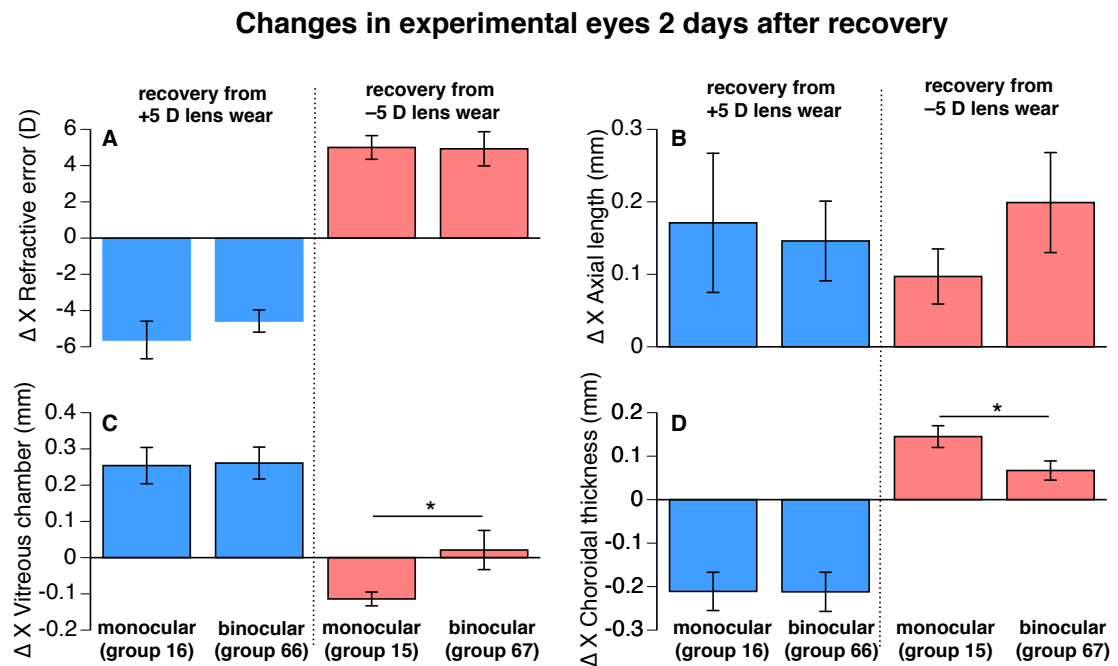 Changes in experimental eyes 2 days after recovery
recovery from
+5 D lens wear
recovery from
–5 D lens wear
A
Δ X Refractive error (D)
6
4
2
0
-2
-4
-6
recovery from
+5 D lens wear
recovery from
–5 D lens wear
B
Δ X Axial length (mm)
0.3
0.2
0.1
0
C
Δ X Vitreous chamber (mm)
0.4
0.3
0.2
0.1
0
-0.1
-0.2
*
monocular
(group 16)
binocular
(group 66)
monocular
(group 15)
binocular
(group 67)
D
Δ X Choroidal thickness (mm)
0.2
0.1
0
-0.1
-0.2
-0.3
*
monocular
(group 16)
binocular
(group 66)
monocular
(group 15)
binocular
(group 67)